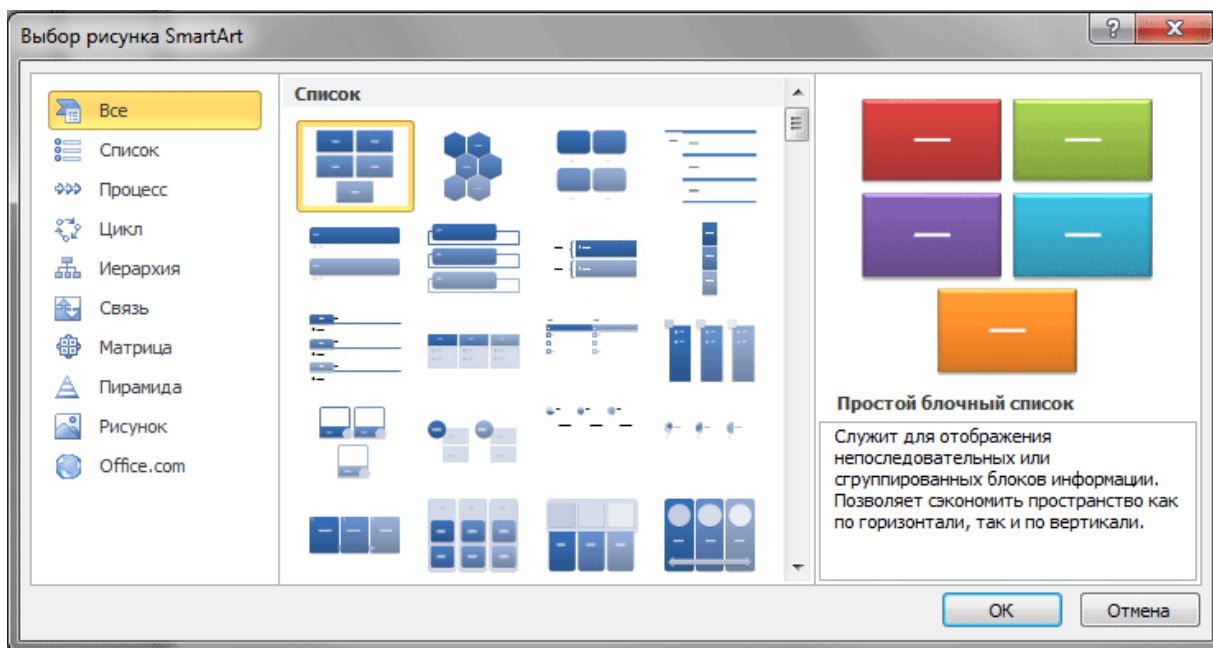 Выбор рисунка SmartArt
Все
Список
Процесс
Цикл
Иерархия
Связь
Матрица
Пирамида
Рисунок
Office.com
Список
Простой блочный список
Служит для отображения
непоследовательных или
сгруппированных блоков информации.
Позволяет сэкономить пространство как
по горизонтали, так и по вертикали.
ОК
Отмена